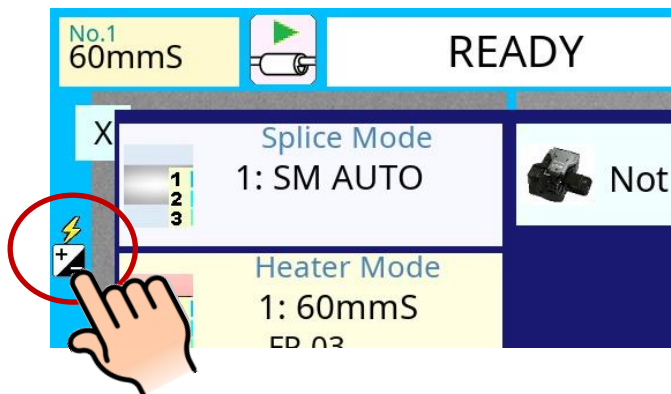 No.1
60mmS
READY
X
Splice Mode
1: SM AUTO
1
2
3
Not
Heater Mode
1: 60mmS